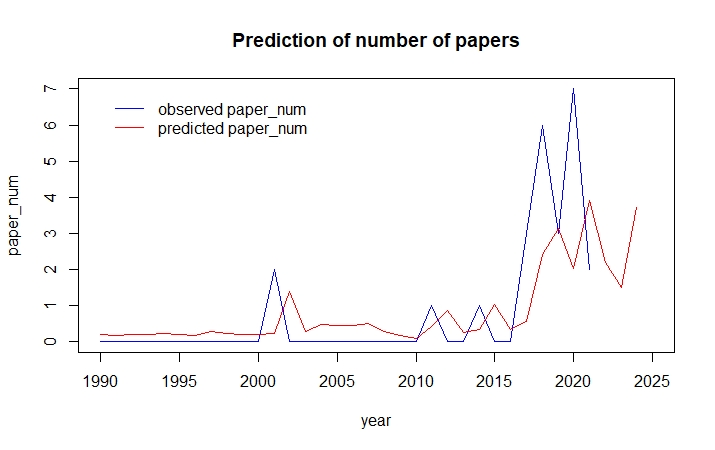 Prediction of number of papers
observed paper_num
predicted paper_num
7
6
5
4
3
2
1
0
paper_num
1990 1995 2000 2005 2010 2015 2020 2025
year